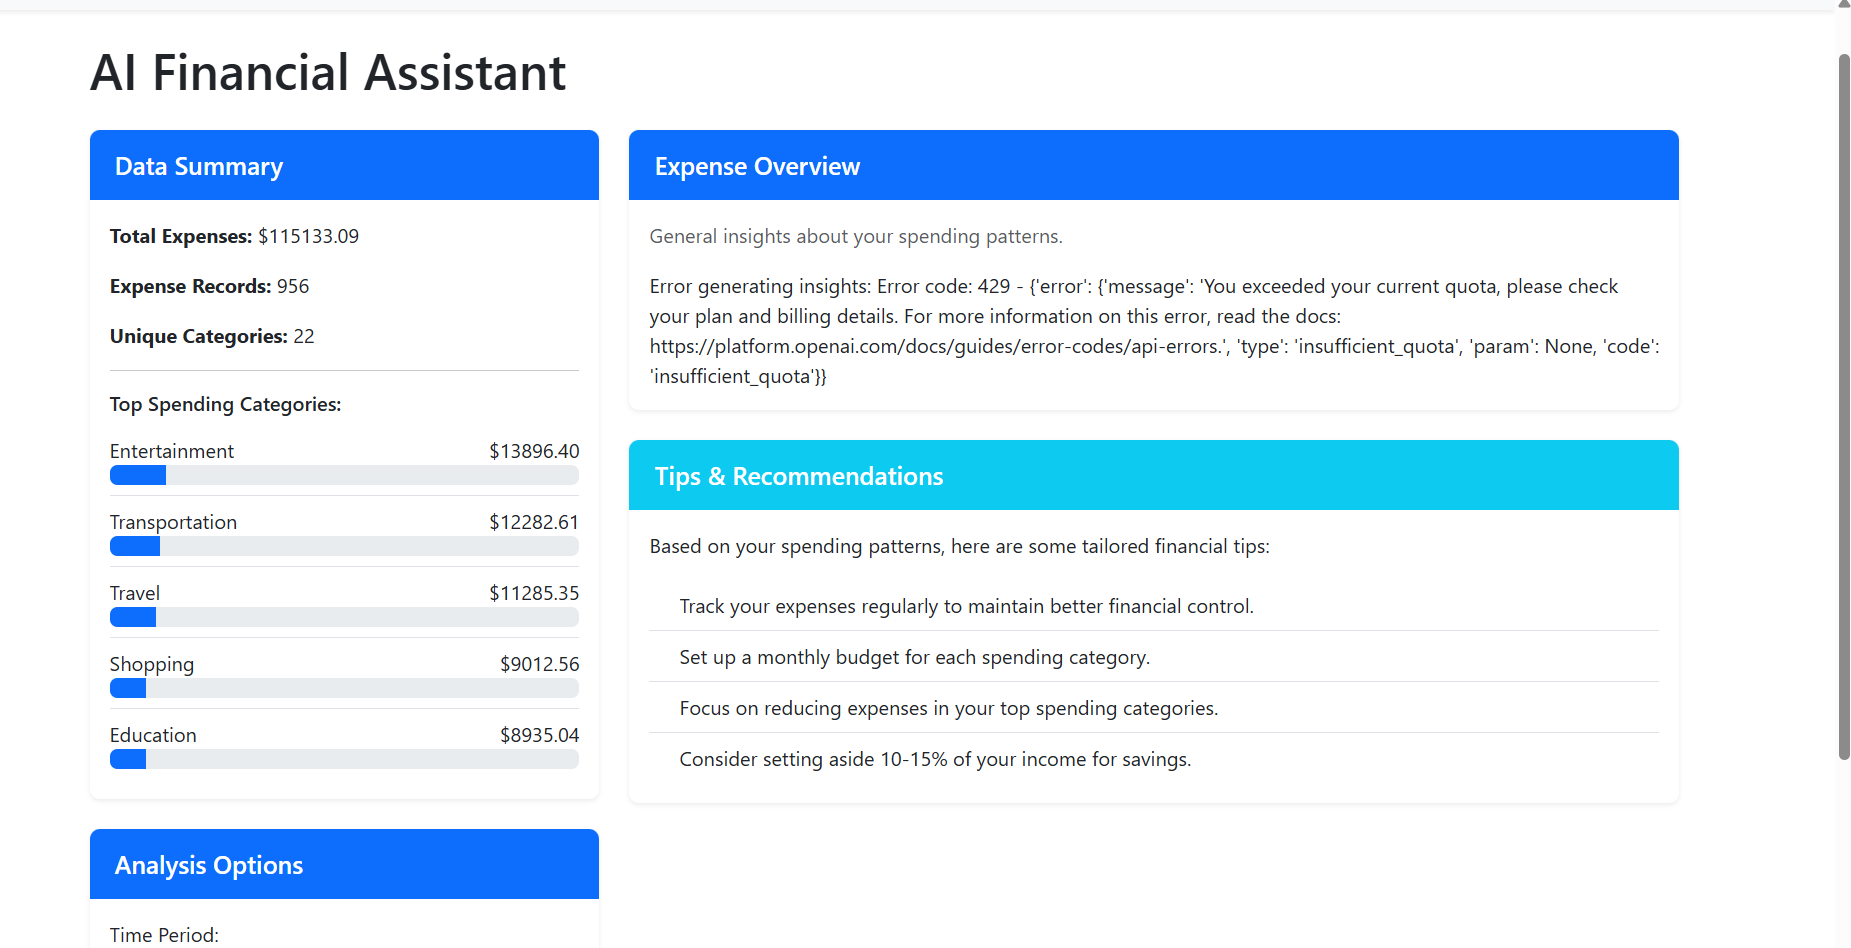 AI Financial Assistant
Data Summary
Total Expenses: $115133.09
Expense Records: 956
Unique Categories: 22
Top Spending Categories:
Entertainment $13896.40
Transportation $12282.61
Travel $11285.35
Shopping $9012.56
Education $8935.04
Analysis Options
Time Period:
Expense Overview
General insights about your spending patterns.
Error generating insights: Error code: 429 - {'error': {'message': 'You exceeded your current quota, please check
your plan and billing details. For more information on this error, read the docs:
https://platform.openai.com/docs/guides/error-codes/api-errors.', 'type': 'insufficient_quota', 'param': None, 'code':
'insufficient_quota'}}
Tips & Recommendations
Based on your spending patterns, here are some tailored financial tips:
Track your expenses regularly to maintain better financial control.
Set up a monthly budget for each spending category.
Focus on reducing expenses in your top spending categories.
Consider setting aside 10-15% of your income for savings.